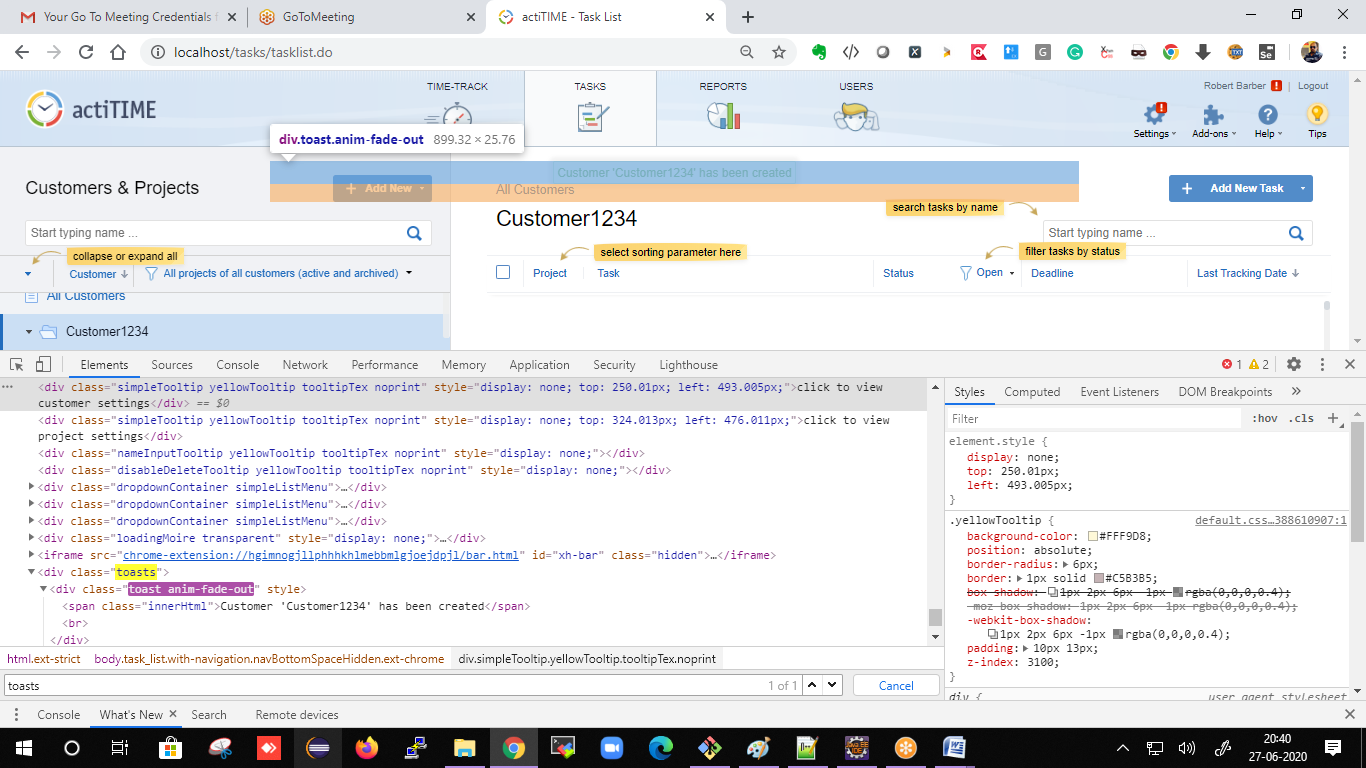 Your Go To Meeting Credentials f
GoToMeeting
actiTIME - Task List
localhost/tasks/tasklist.do
actiTIME
TIME-TRACK
TASKS
REPORTS
USERS
Robert Barber
Logout
Settings
Add-ons
Help
Tips
div.toast.anim-fade-out 899.32 × 25.76
Customer 'Customer1234' has been created
Customers & Projects
Add New
All Customers
Add New Task
Customer1234
search tasks by name
Start typing name ...
Start typing name ...
collapse or expand all
select sorting parameter here
filter tasks by status
Customer
All projects of all customers (active and archived)
Project
Task
Status
Open
Deadline
Last Tracking Date
All Customers
Customer1234
Elements
Sources
Console
Network
Performance
Memory
Application
Security
Lighthouse
1
2
<div class="simpleTooltip yellowTooltip tooltipTex noprint" style="display: none; top: 250.01px; left: 493.005px;">click to view
customer settings</div> == $0
<div class="simpleTooltip yellowTooltip tooltipTex noprint" style="display: none; top: 324.013px; left: 476.011px;">click to view
project settings</div>
<div class="nameInputTooltip yellowTooltip tooltipTex noprint" style="display: none;"></div>
<div class="disableDeleteTooltip yellowTooltip tooltipTex noprint" style="display: none;"></div>
<div class="dropdownContainer simpleListMenu">…</div>
<div class="dropdownContainer simpleListMenu">…</div>
<div class="dropdownContainer simpleListMenu">…</div>
<div class="loadingMoire transparent" style="display: none;">…</div>
<iframe src="chrome-extension://hgimnogjllphhhkhlmebbmlgjoejdpjl/bar.html" id="xh-bar" class="hidden">…</iframe>
<div class="toasts">
<div class="toast anim-fade-out" style>
<span class="innerHtml">Customer 'Customer1234' has been created</span>
<br>
</div>
html.ext-strict
body.task_list.with-navigation.navBottomSpaceHidden.ext-chrome
div.simpleTooltip.yellowTooltip.tooltipTex.noprint
toasts
1 of 1
Cancel
Styles
Computed
Event Listeners
DOM Breakpoints
Filter
:hov
.cls
element.style {
display: none;
top: 250.01px;
left: 493.005px;
}
.yellowTooltip {
default.css…388610907:1
background-color: #FFF9D8;
position: absolute;
border-radius: 6px;
border: 1px solid #C5B3B5;
box-shadow: 1px 2px 6px -1px rgba(0,0,0,0.4);
-moz-box-shadow: 1px 2px 6px -1px rgba(0,0,0,0.4);
-webkit-box-shadow:
1px 2px 6px -1px rgba(0,0,0,0.4);
padding: 10px 13px;
z-index: 3100;
}
div {
user agent stylesheet
Console
What's New
Search
Remote devices
20:40
27-06-2020